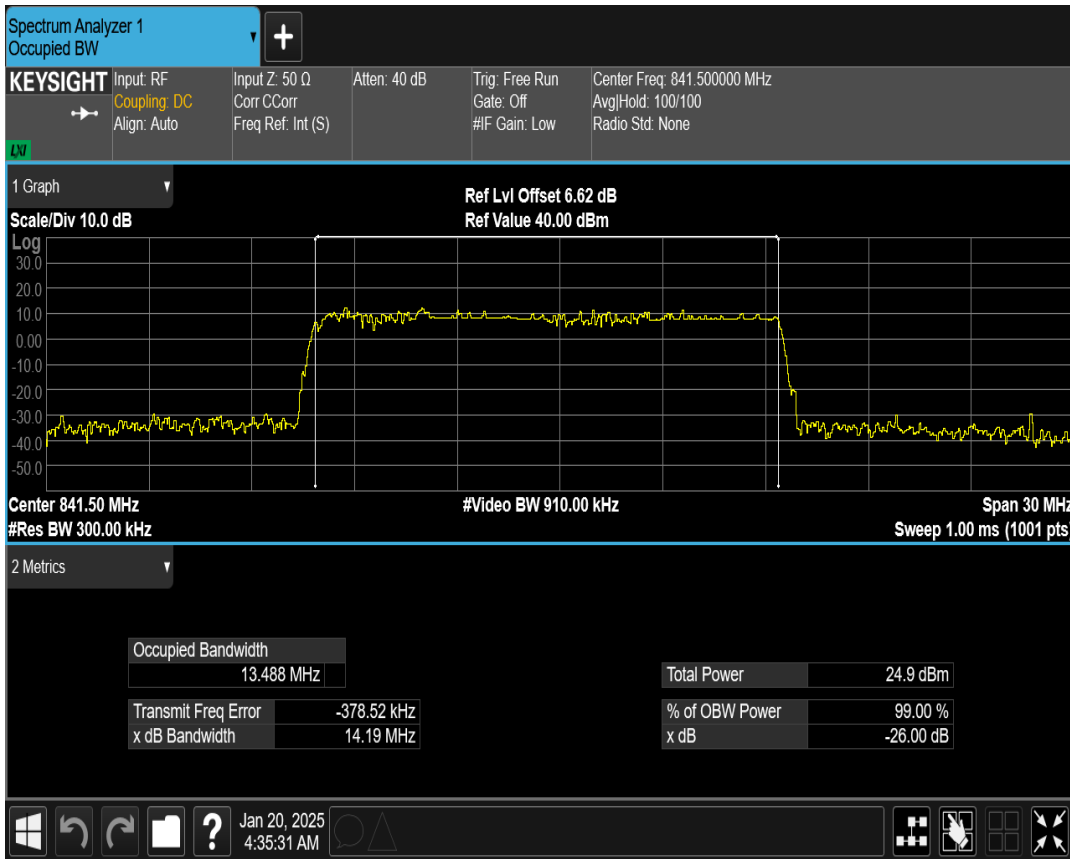 Spectrum Analyzer 1
Occupied BW
KEYSIGHT
LXI
Input: RF
Coupling: DC
Align: Auto
Input Z: 50 Ω
Corr CCorr
Freq Ref: Int (S)
Atten: 40 dB
Trig: Free Run
Gate: Off
#IF Gain: Low
Center Freq: 841.500000 MHz
Avg|Hold: 100/100
Radio Std: None
1 Graph
Scale/Div 10.0 dB
Ref Lvl Offset 6.62 dB
Ref Value 40.00 dBm
Log
30.0
20.0
10.0
0.00
-10.0
-20.0
-30.0
-40.0
-50.0
Center 841.50 MHz
#Video BW 910.00 kHz
Span 30 MHz
#Res BW 300.00 kHz
Sweep 1.00 ms (1001 pts)
2 Metrics
Occupied Bandwidth
13.488 MHz
Total Power 24.9 dBm
Transmit Freq Error -378.52 kHz
% of OBW Power 99.00 %
x dB Bandwidth 14.19 MHz
x dB -26.00 dB
?
Jan 20, 2025
4:35:31 AM